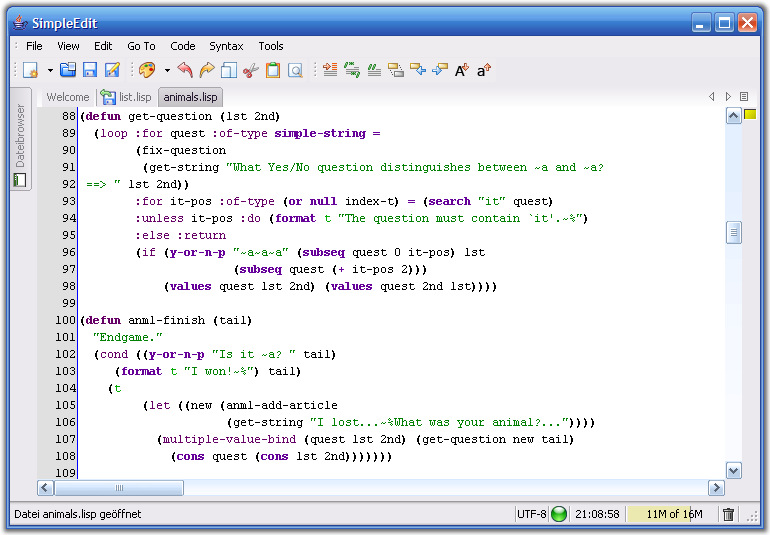 SimpleEdit
File View Edit Go To Code Syntax Tools
Welcome list.lisp animals.lisp
Dateibrowser
88 (defun get-question (lst 2nd)
89   (loop :for quest :of-type simple-string =
90         (fix-question
91          (get-string "What Yes/No question distinguishes between ~a and ~a?
92  ==> " lst 2nd))
93         :for it-pos :of-type (or null index-t) = (search "it" quest)
94         :unless it-pos :do (format t "The question must contain `it'.~%")
95         :else :return
96         (if (y-or-n-p "~a~a~a" (subseq quest 0 it-pos) lst
97                       (subseq quest (+ it-pos 2)))
98             (values quest lst 2nd) (values quest 2nd lst))))
99
100 (defun anml-finish (tail)
101   "Endgame."
102   (cond ((y-or-n-p "Is it ~a? " tail)
103      (format t "I won!~%") tail)
104     (t
105          (let ((new (anml-add-article
106                      (get-string "I lost...~%What was your animal?..."))))
107            (multiple-value-bind (quest lst 2nd) (get-question new tail)
108              (cons quest (cons lst 2nd)))))))
109
Datei animals.lisp geöffnet UTF-8 21:08:58 11M of 16M